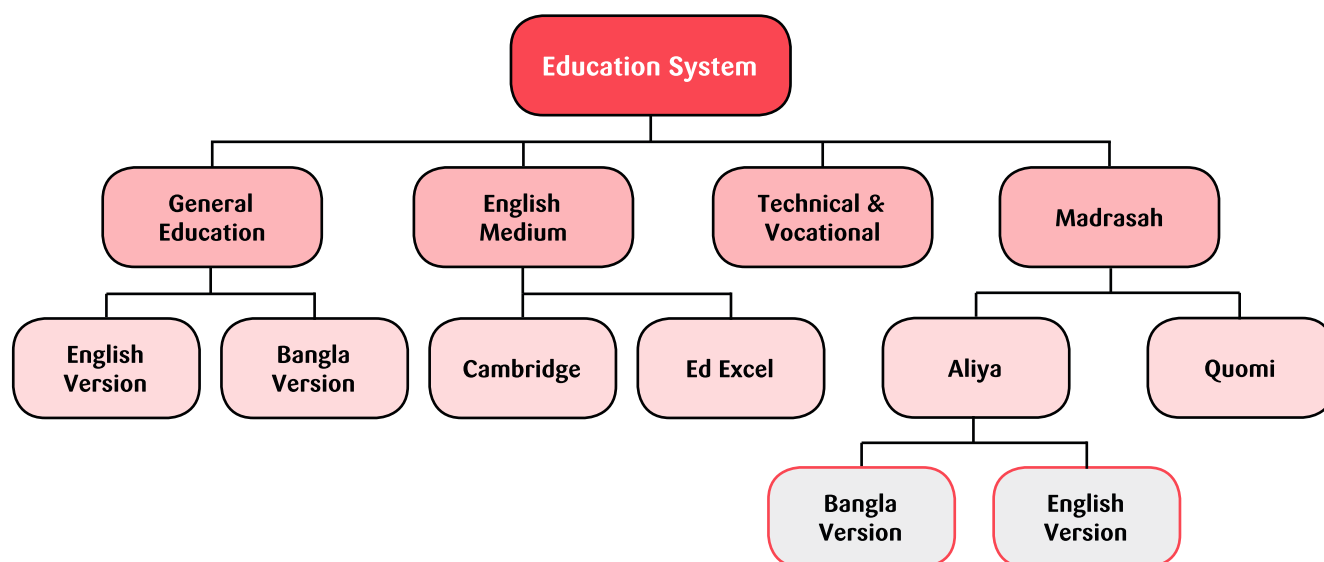 Education System
General
Education
English
Medium
Technical &
Vocational
Madrasah
English
Version
Bangla
Version
Cambridge
Ed Excel
Aliya
Quomi
Bangla
Version
English
Version